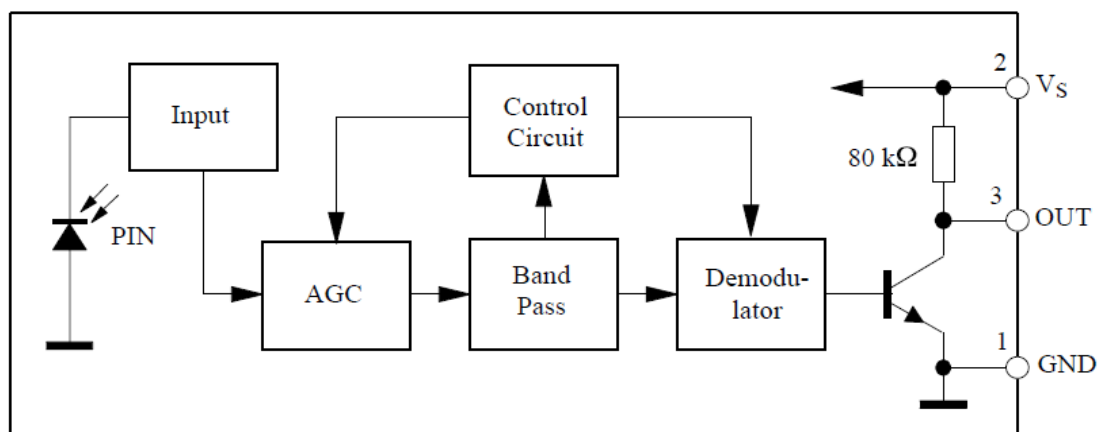 Input
Control
Circuit
2
V_S
80 kΩ
3
OUT
PIN
AGC
Band
Pass
Demodu-
lator
1
GND